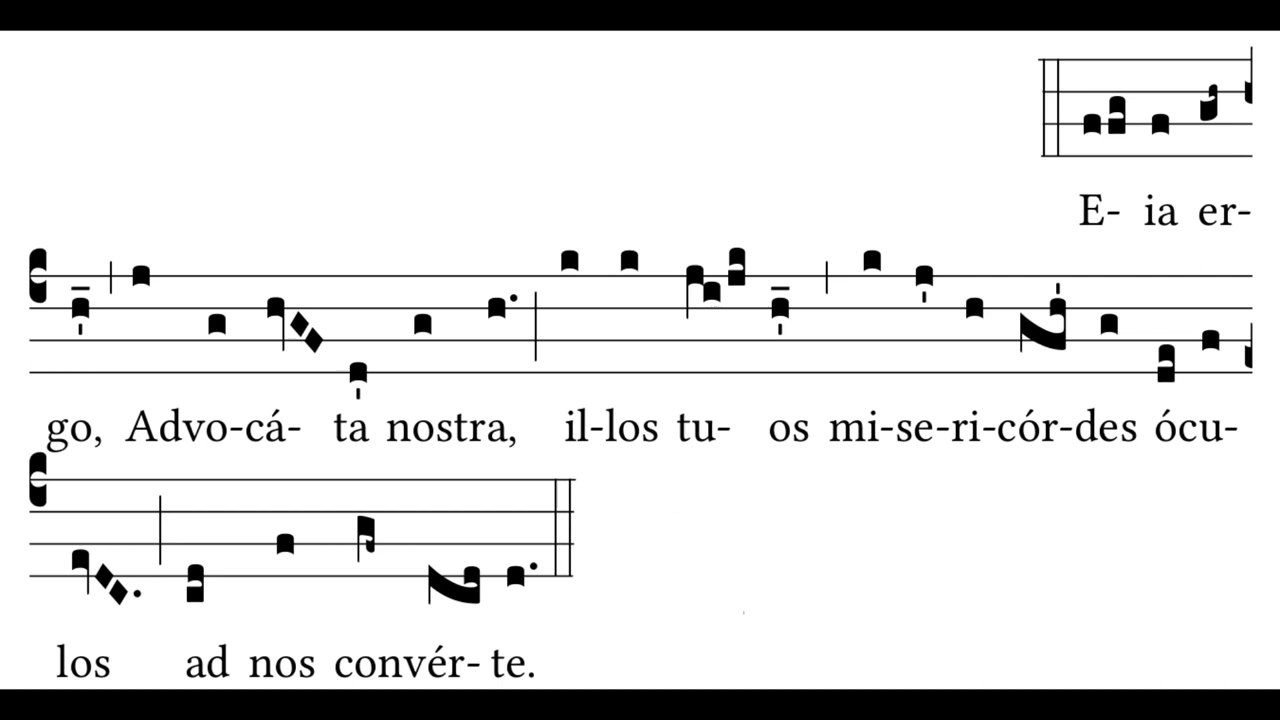 E- ia er-
go, Advo-cá- ta nostra, il-los tu- os mi-se-ri-cór-des ócu-
los ad nos convér- te.